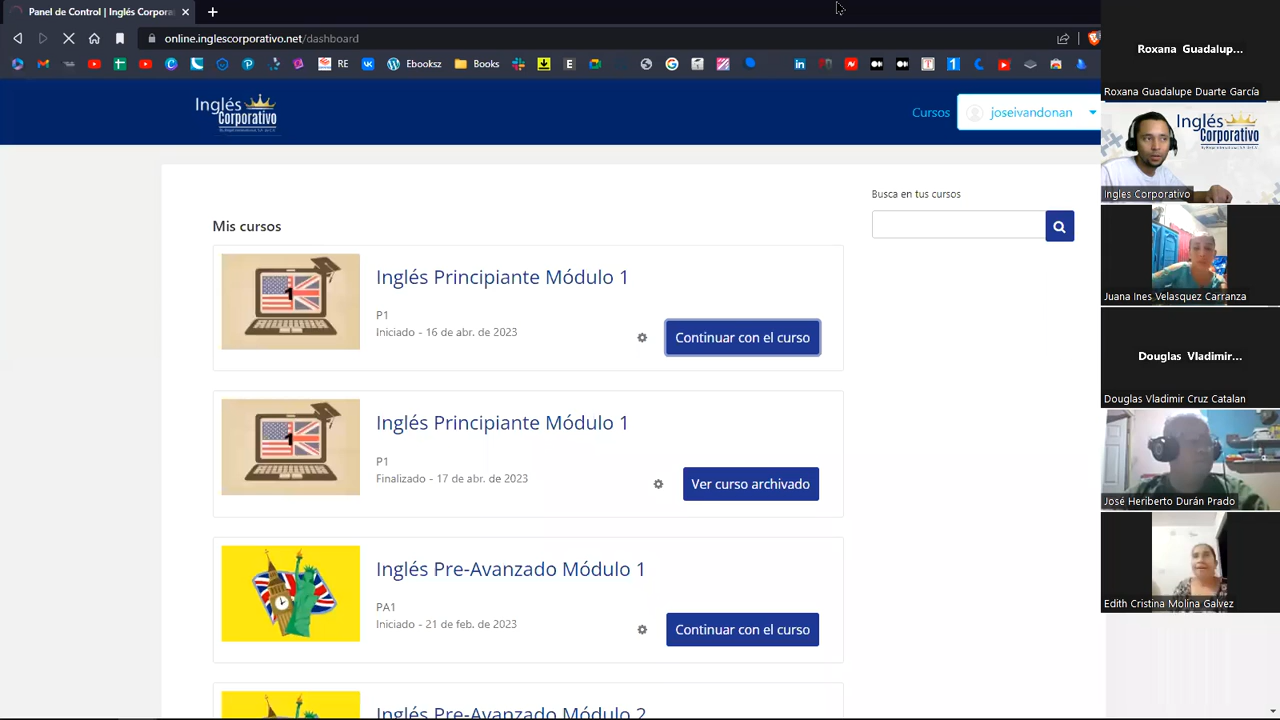 Panel de Control | Inglés Corpora
online.inglescorporativo.net/dashboard
RE
Ebooksz
Books
Inglés
Corporativo
Cursos
joseivandonan
Mis cursos
Busca en tus cursos
1
Inglés Principiante Módulo 1
P1
Iniciado - 16 de abr. de 2023
Continuar con el curso
1
Inglés Principiante Módulo 1
P1
Finalizado - 17 de abr. de 2023
Ver curso archivado
Inglés Pre-Avanzado Módulo 1
PA1
Iniciado - 21 de feb. de 2023
Continuar con el curso
Inglés Pre-Avanzado Módulo 2
Roxana Guadalup...
Roxana Guadalupe Duarte García
Inglés
Corporativo
Ingles Corporativo
Juana Ines Velasquez Carranza
Douglas Vladimir...
Douglas Vladimir Cruz Catalan
José Heriberto Durán Prado
Edith Cristina Molina Galvez